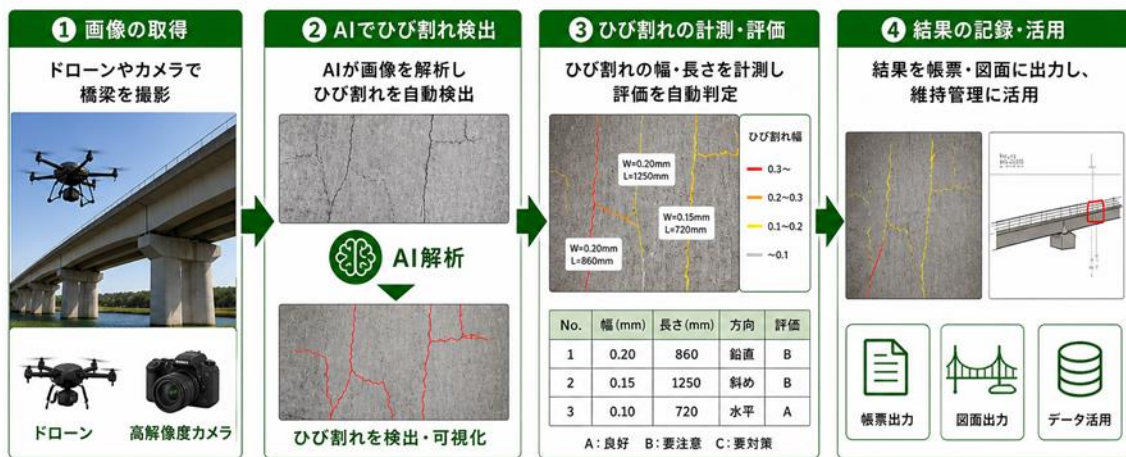 1 画像の取得
ドローンやカメラで
橋梁を撮影
ドローン
高解像度カメラ
2 AIでひび割れ検出
AIが画像を解析し
ひび割れを自動検出
AI解析
ひび割れを検出・可視化
3 ひび割れの計測・評価
ひび割れの幅・長さを計測し
評価を自動判定
W=0.20mm
L=1250mm
W=0.15mm
L=720mm
W=0.20mm
L=860mm
ひび割れ幅
0.3～
0.2～0.3
0.1～0.2
～0.1
No. 幅(mm) 長さ(mm) 方向 評価
1 0.20 860 鉛直 B
2 0.15 1250 斜め B
3 0.10 720 水平 A
A：良好 B：要注意 C：要対策
4 結果の記録・活用
結果を帳票・図面に出力し、
維持管理に活用
帳票出力
図面出力
データ活用